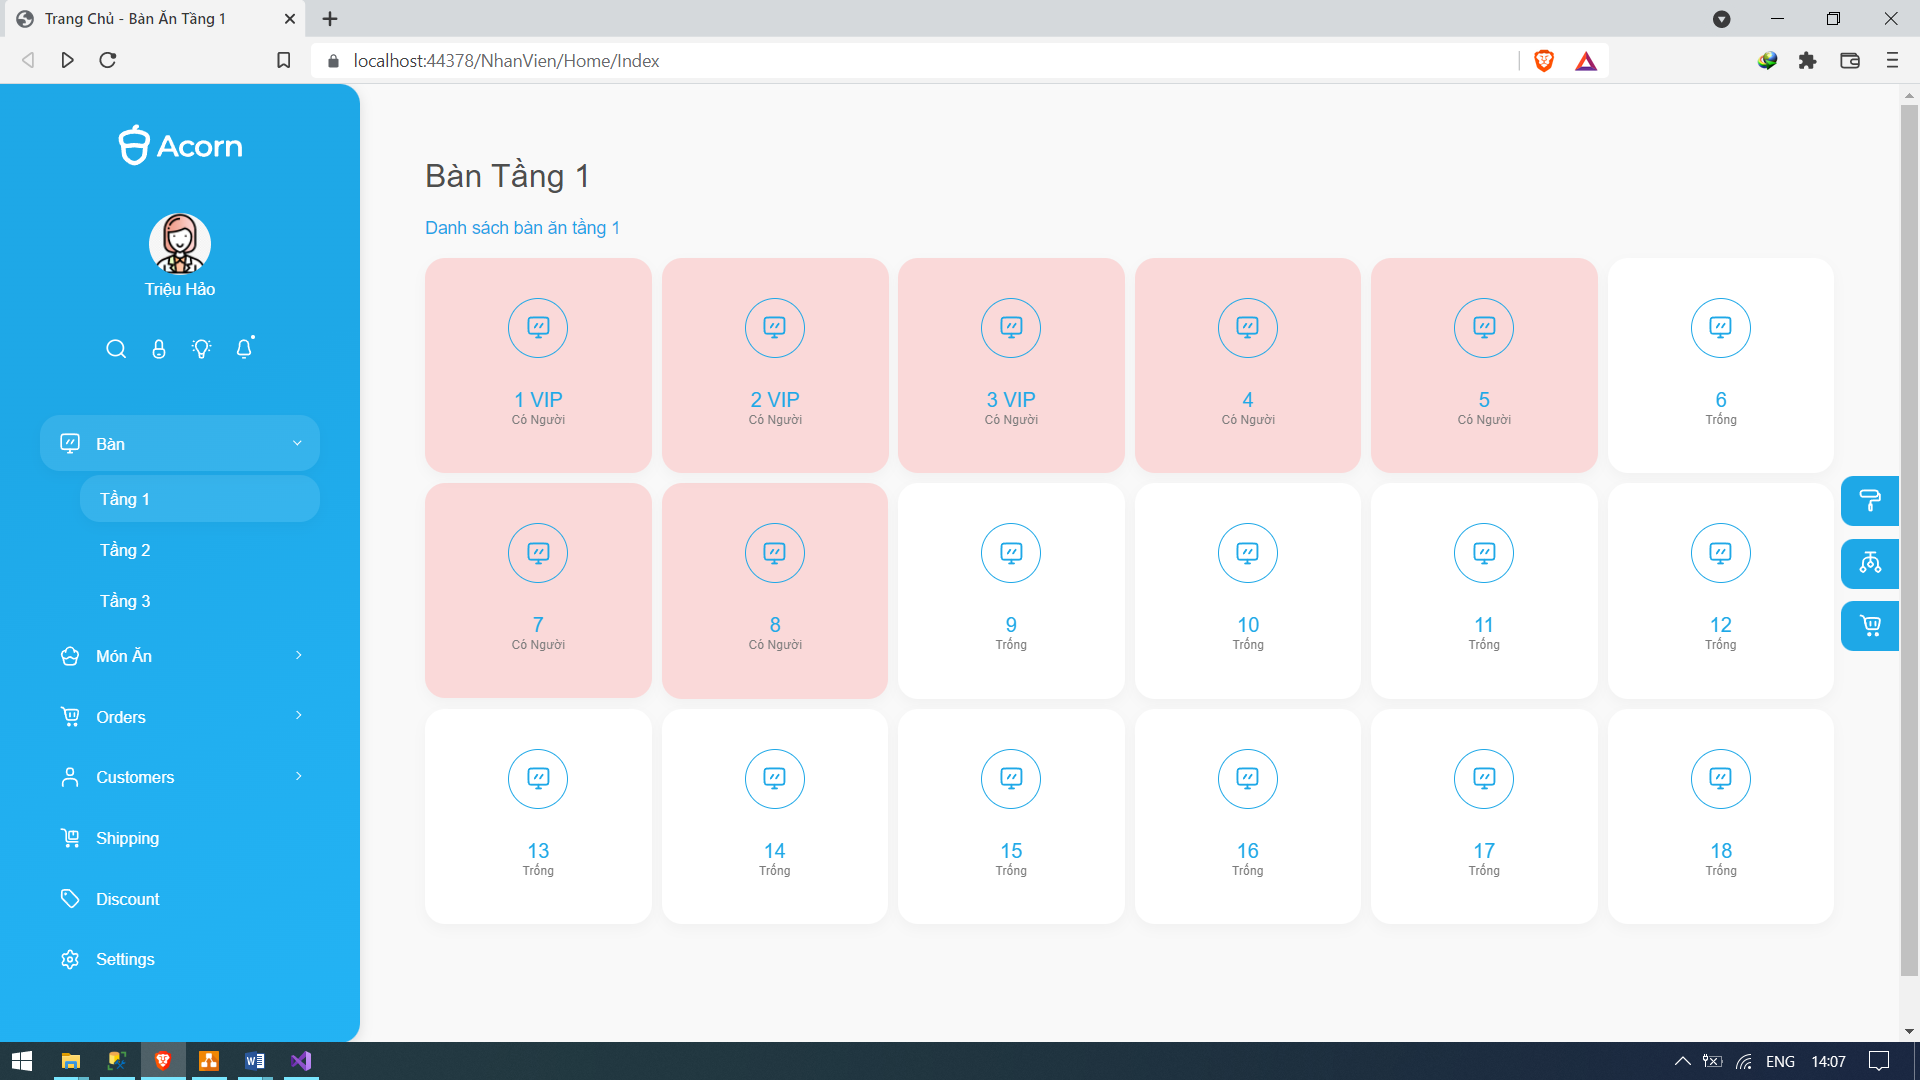 Trang Chủ - Bàn Ăn Tầng 1
localhost:44378/NhanVien/Home/Index
Acorn
Triệu Hảo
Bàn
Tầng 1
Tầng 2
Tầng 3
Món Ăn
Orders
Customers
Shipping
Discount
Settings
Bàn Tầng 1
Danh sách bàn ăn tầng 1
1 VIP
Có Người
2 VIP
Có Người
3 VIP
Có Người
4
Có Người
5
Có Người
6
Trống
7
Có Người
8
Có Người
9
Trống
10
Trống
11
Trống
12
Trống
13
Trống
14
Trống
15
Trống
16
Trống
17
Trống
18
Trống
ENG
14:07